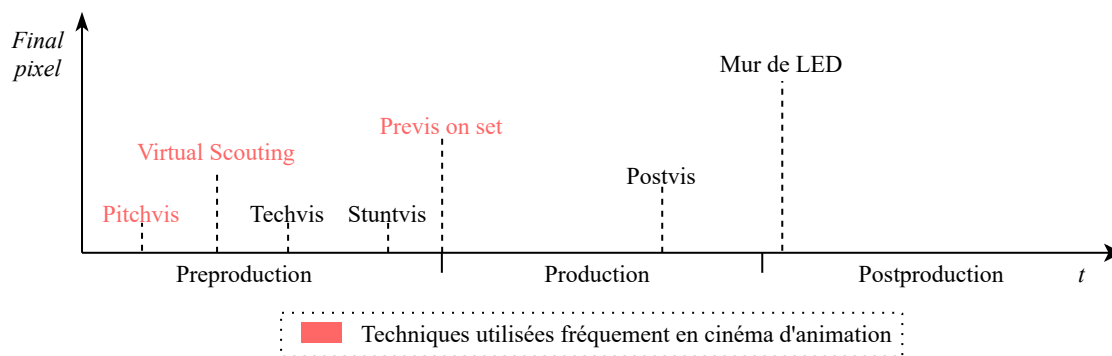 Final
pixel
Mur de LED
Previs on set
Virtual Scouting
Postvis
Pitchvis
Techvis
Stuntvis
Preproduction
Production
Postproduction
t
Techniques utilisées fréquement en cinéma d'animation